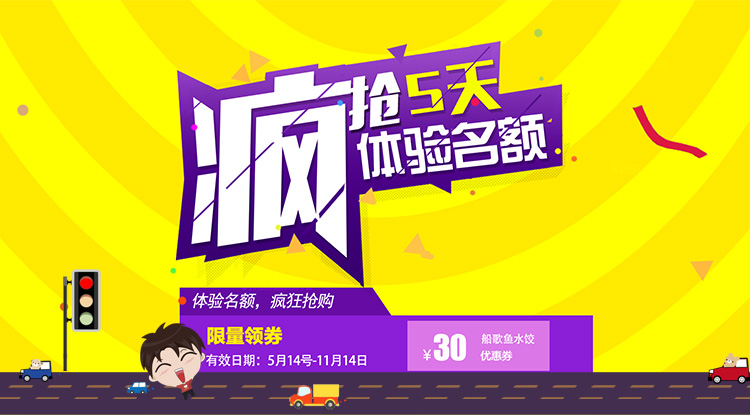 疯抢5天
体验名额
体验名额，疯狂抢购
限量领券
有效日期：5月14号-11月14日
¥30
船歌鱼水饺
优惠券